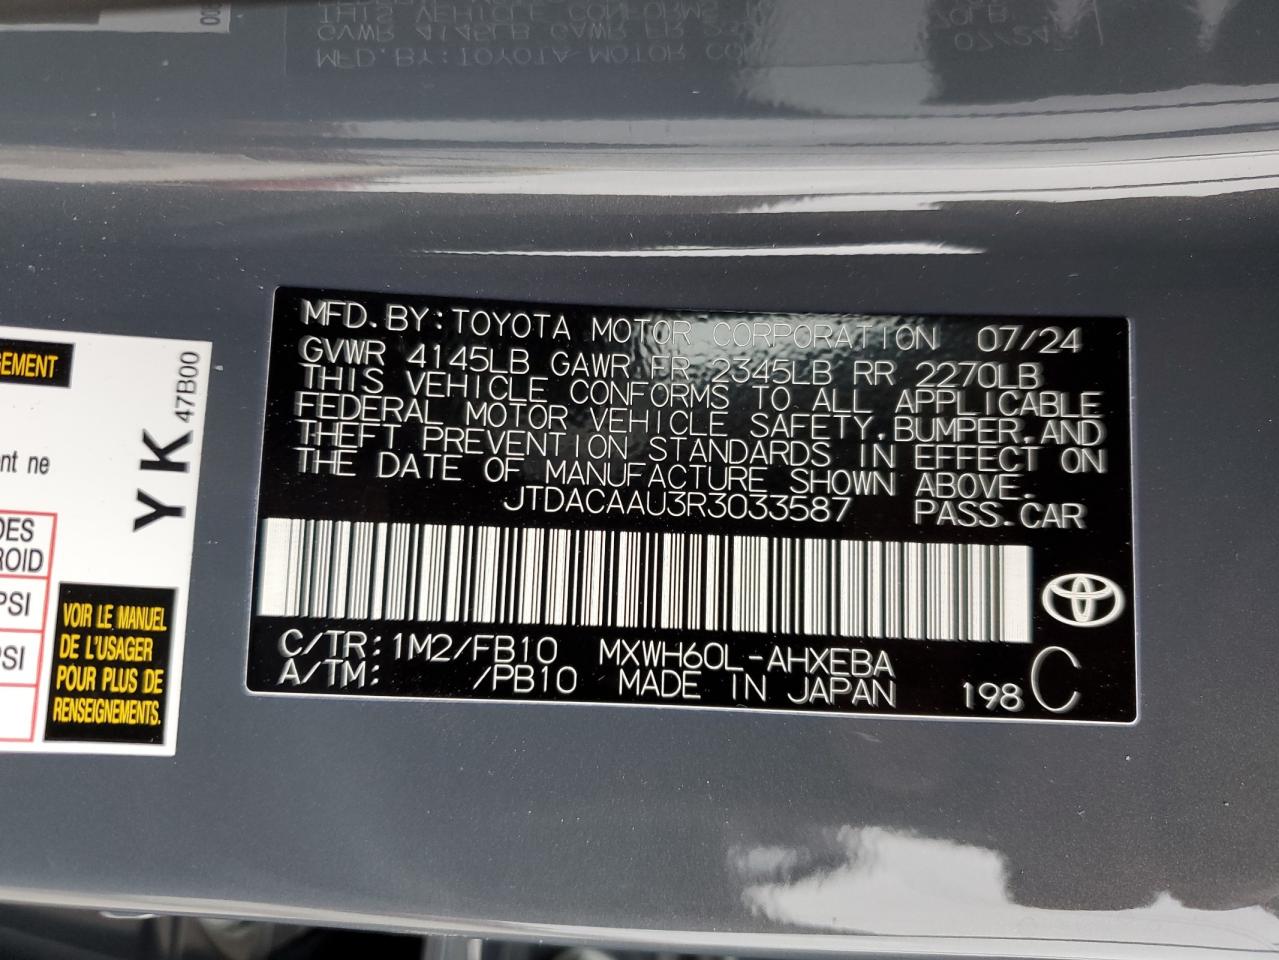 MFD.BY:TOYOTA MOTOR CORPORATION 07/24
GVWR 4145LB GAWR FR 2345LB RR 2270LB
THIS VEHICLE CONFORMS TO ALL APPLICABLE
FEDERAL MOTOR VEHICLE SAFETY,BUMPER,AND
THEFT PREVENTION STANDARDS IN EFFECT ON
THE DATE OF MANUFACTURE SHOWN ABOVE.
JTDACAAU3R3033587 PASS.CAR
C/TR:1M2/FB10 MXWH60L-AHXEBA
A/TM: /PB10 MADE IN JAPAN 198 C
GEMENT
47B00
YK
ent ne
DES
ROID
PSI
PSI
VOIR LE MANUEL
DE L'USAGER
POUR PLUS DE
RENSEIGNEMENTS.